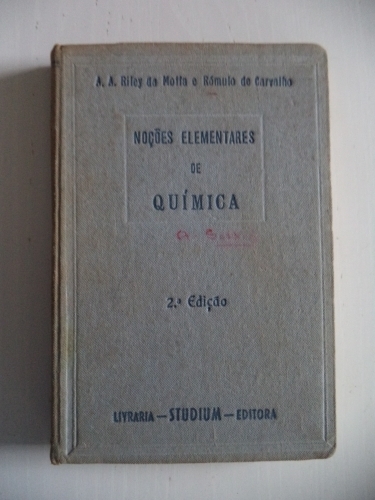 A. A. Riley da Motta e Rómulo de Carvalho
NOÇÕES ELEMENTARES
DE
QUÍMICA
2.ª Edição
LIVRARIA — STUDIUM — EDITORA